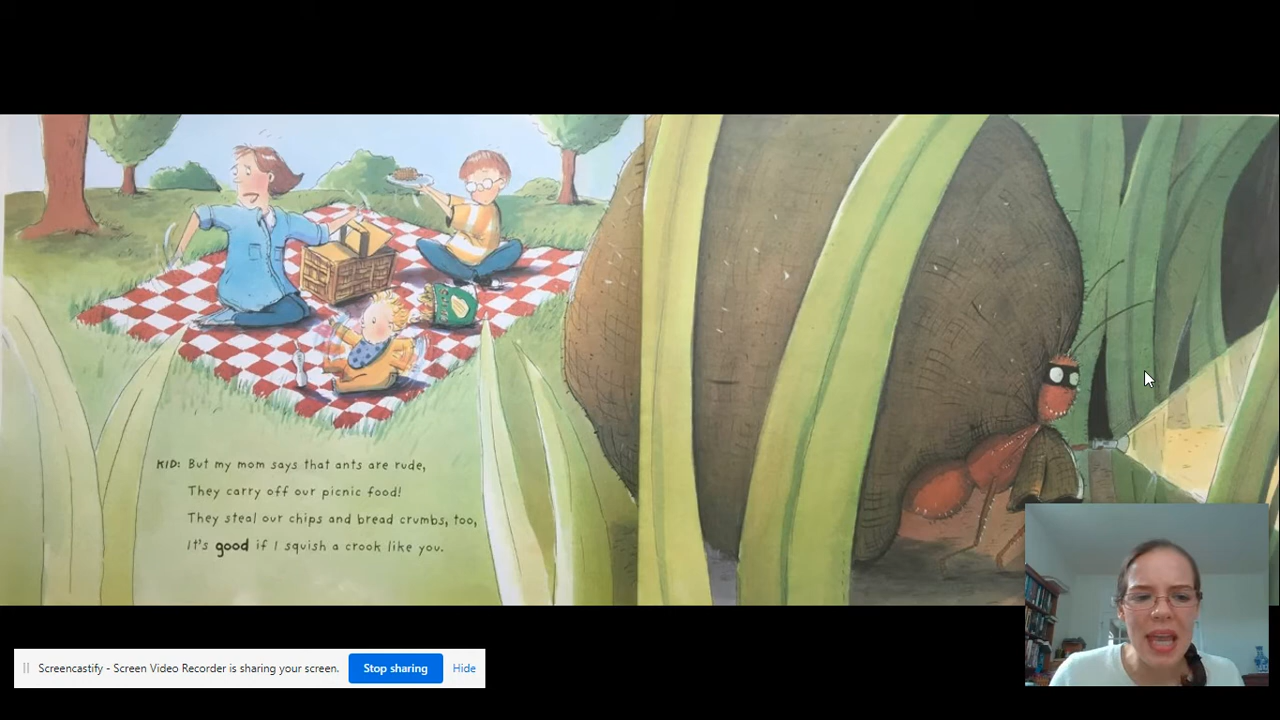 KID: But my mom says that ants are rude,
They carry off our picnic food!
They steal our chips and bread crumbs, too,
It's good if I squish a crook like you.
Screencastify - Screen Video Recorder is sharing your screen.
Stop sharing
Hide